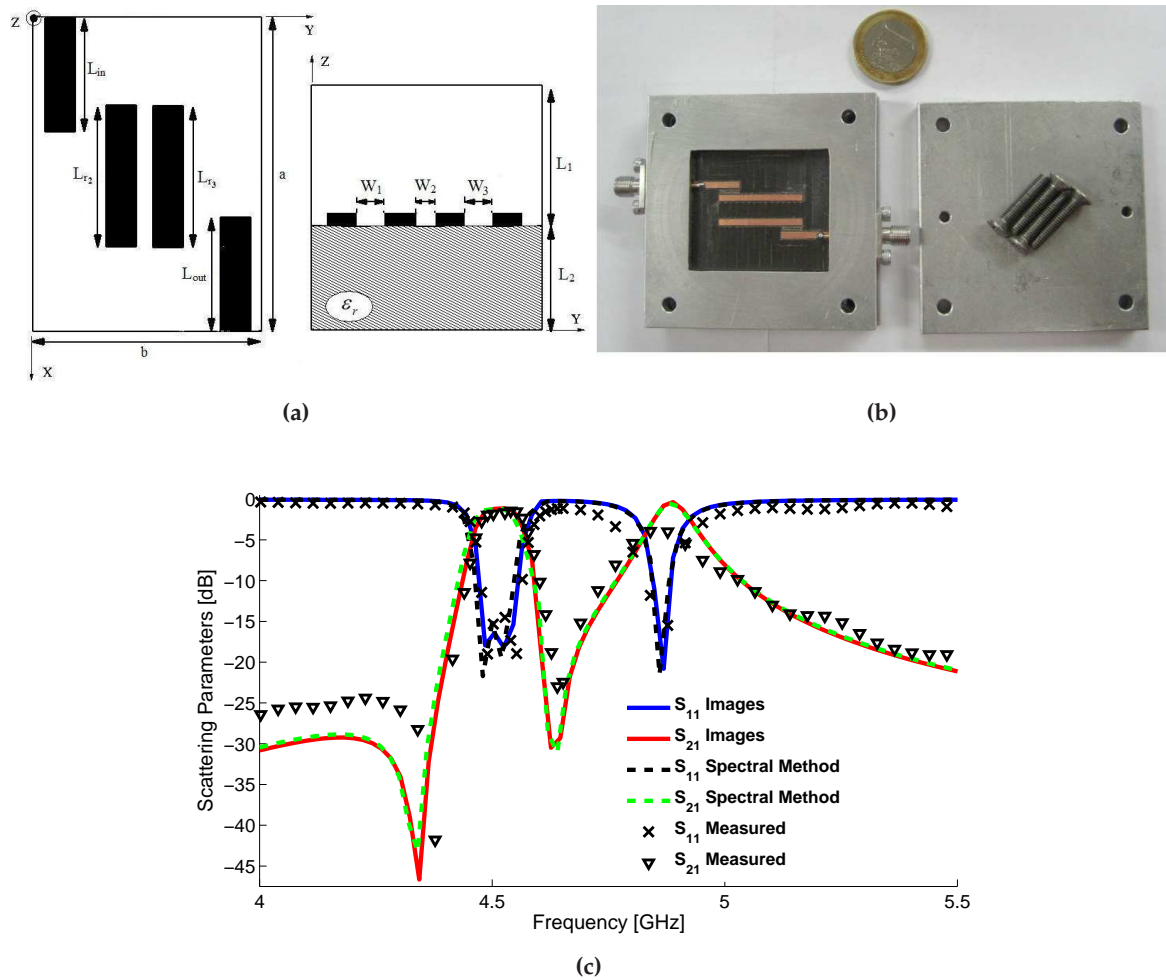 Z
Y
L_in
L_r2
L_r3
a
L_out
b
X
Z
W_1
W_2
W_3
L_1
L_2
ε_r
Y
(a)
(b)
0
−5
−10
−15
−20
−25
−30
−35
−40
−45
4
4.5
5
5.5
Scattering Parameters [dB]
Frequency [GHz]
S_11 Images
S_21 Images
S_11 Spectral Method
S_21 Spectral Method
S_11 Measured
S_21 Measured
(c)